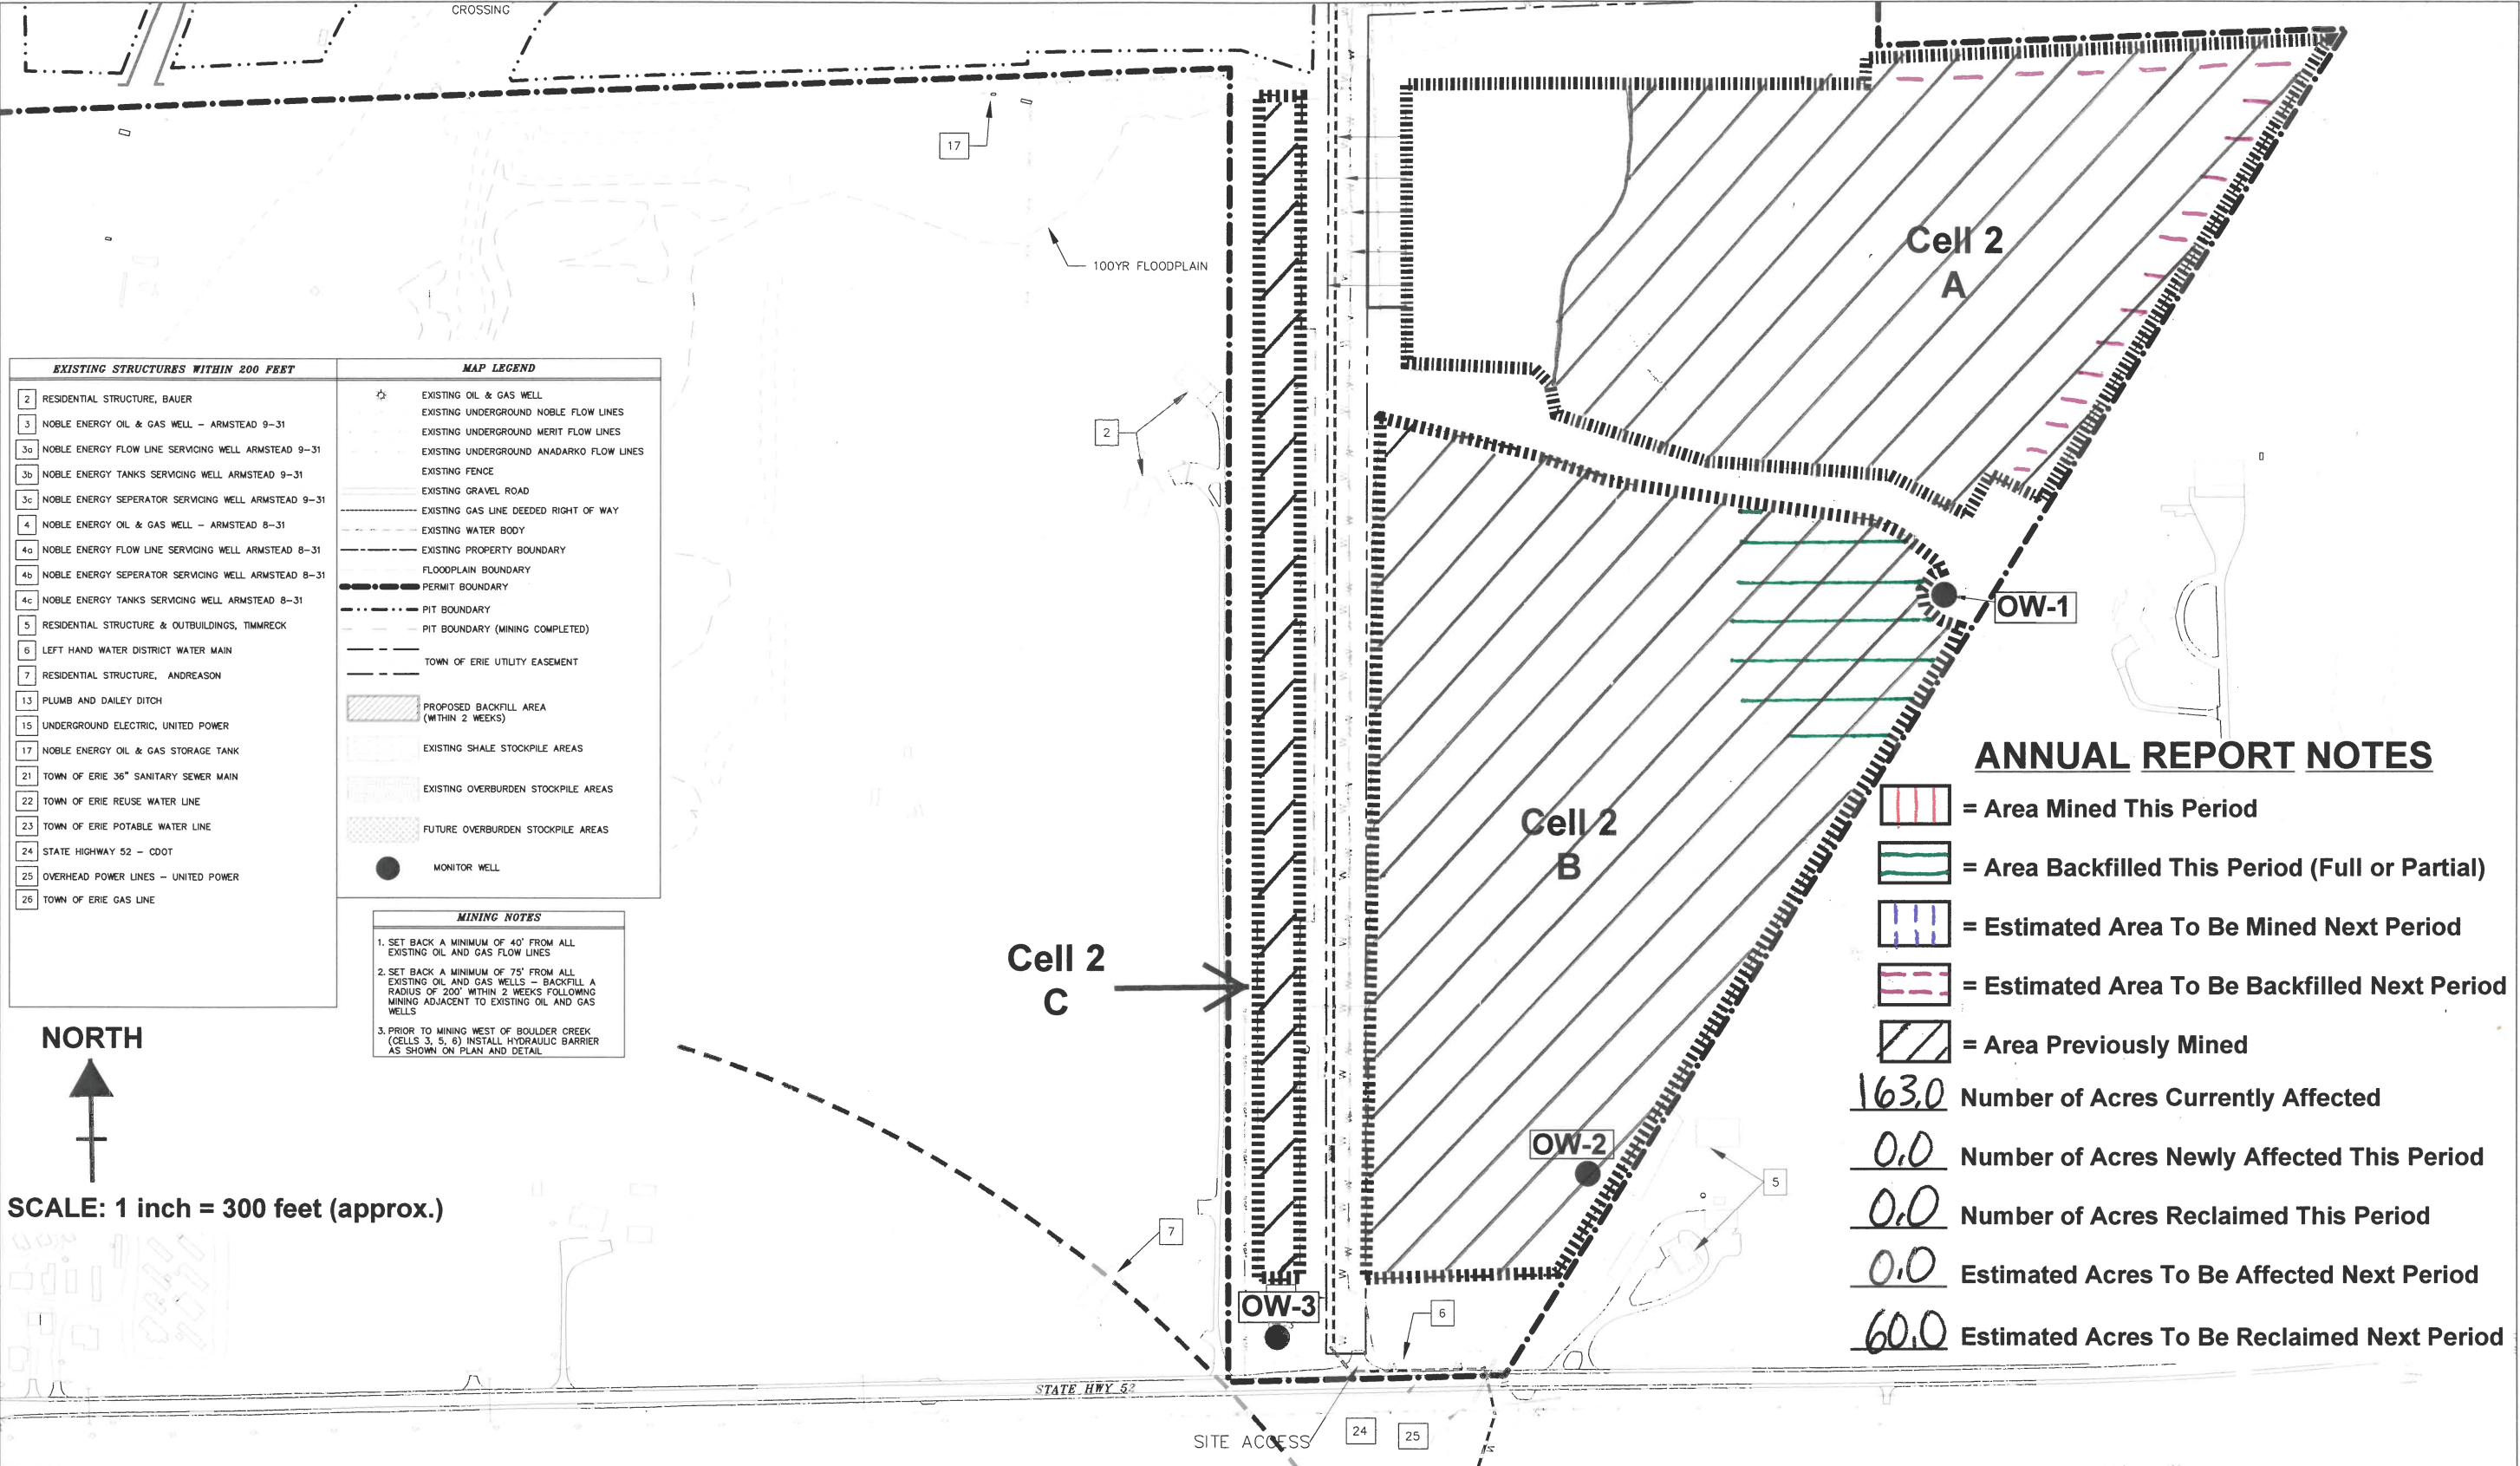 CROSSING
17
100YR FLOODPLAIN
Cell 2
A
2
EXISTING STRUCTURES WITHIN 200 FEET
2 RESIDENTIAL STRUCTURE, BAUER
3 NOBLE ENERGY OIL & GAS WELL – ARMSTEAD 9–31
3a NOBLE ENERGY FLOW LINE SERVICING WELL ARMSTEAD 9–31
3b NOBLE ENERGY TANKS SERVICING WELL ARMSTEAD 9–31
3c NOBLE ENERGY SEPERATOR SERVICING WELL ARMSTEAD 9–31
4 NOBLE ENERGY OIL & GAS WELL – ARMSTEAD 8–31
4a NOBLE ENERGY FLOW LINE SERVICING WELL ARMSTEAD 8–31
4b NOBLE ENERGY SEPERATOR SERVICING WELL ARMSTEAD 8–31
4c NOBLE ENERGY TANKS SERVICING WELL ARMSTEAD 8–31
5 RESIDENTIAL STRUCTURE & OUTBUILDINGS, TIMMRECK
6 LEFT HAND WATER DISTRICT WATER MAIN
7 RESIDENTIAL STRUCTURE, ANDREASON
13 PLUMB AND DAILEY DITCH
15 UNDERGROUND ELECTRIC, UNITED POWER
17 NOBLE ENERGY OIL & GAS STORAGE TANK
21 TOWN OF ERIE 36" SANITARY SEWER MAIN
22 TOWN OF ERIE REUSE WATER LINE
23 TOWN OF ERIE POTABLE WATER LINE
24 STATE HIGHWAY 52 – CDOT
25 OVERHEAD POWER LINES – UNITED POWER
26 TOWN OF ERIE GAS LINE
MAP LEGEND
EXISTING OIL & GAS WELL
EXISTING UNDERGROUND NOBLE FLOW LINES
EXISTING UNDERGROUND MERIT FLOW LINES
EXISTING UNDERGROUND ANADARKO FLOW LINES
EXISTING FENCE
EXISTING GRAVEL ROAD
EXISTING GAS LINE DEEDED RIGHT OF WAY
EXISTING WATER BODY
EXISTING PROPERTY BOUNDARY
FLOODPLAIN BOUNDARY
PERMIT BOUNDARY
PIT BOUNDARY
PIT BOUNDARY (MINING COMPLETED)
TOWN OF ERIE UTILITY EASEMENT
PROPOSED BACKFILL AREA
(WITHIN 2 WEEKS)
EXISTING SHALE STOCKPILE AREAS
EXISTING OVERBURDEN STOCKPILE AREAS
FUTURE OVERBURDEN STOCKPILE AREAS
MONITOR WELL
MINING NOTES
1. SET BACK A MINIMUM OF 40' FROM ALL
EXISTING OIL AND GAS FLOW LINES
2. SET BACK A MINIMUM OF 75' FROM ALL
EXISTING OIL AND GAS WELLS – BACKFILL A
RADIUS OF 200' WITHIN 2 WEEKS FOLLOWING
MINING ADJACENT TO EXISTING OIL AND GAS
WELLS
3. PRIOR TO MINING WEST OF BOULDER CREEK
(CELLS 3, 5, 6) INSTALL HYDRAULIC BARRIER
AS SHOWN ON PLAN AND DETAIL
OW-1
Cell 2
B
Cell 2
C
NORTH
SCALE: 1 inch = 300 feet (approx.)
ANNUAL REPORT NOTES
= Area Mined This Period
= Area Backfilled This Period (Full or Partial)
= Estimated Area To Be Mined Next Period
= Estimated Area To Be Backfilled Next Period
= Area Previously Mined
163.0 Number of Acres Currently Affected
0.0 Number of Acres Newly Affected This Period
0.0 Number of Acres Reclaimed This Period
0.0 Estimated Acres To Be Affected Next Period
60.0 Estimated Acres To Be Reclaimed Next Period
OW-2
5
7
OW-3
6
STATE HWY 52
SITE ACCESS
24
25